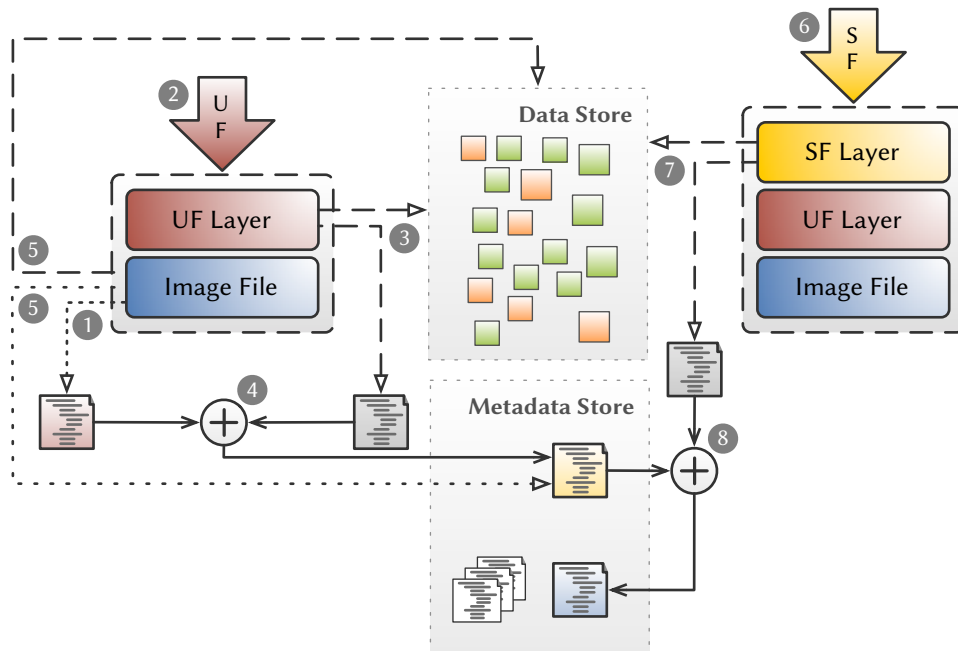 6
S
F
2
U
F
Data Store
SF Layer
7
UF Layer
UF Layer
3
5
Image File
Image File
5
1
4
Metadata Store
8